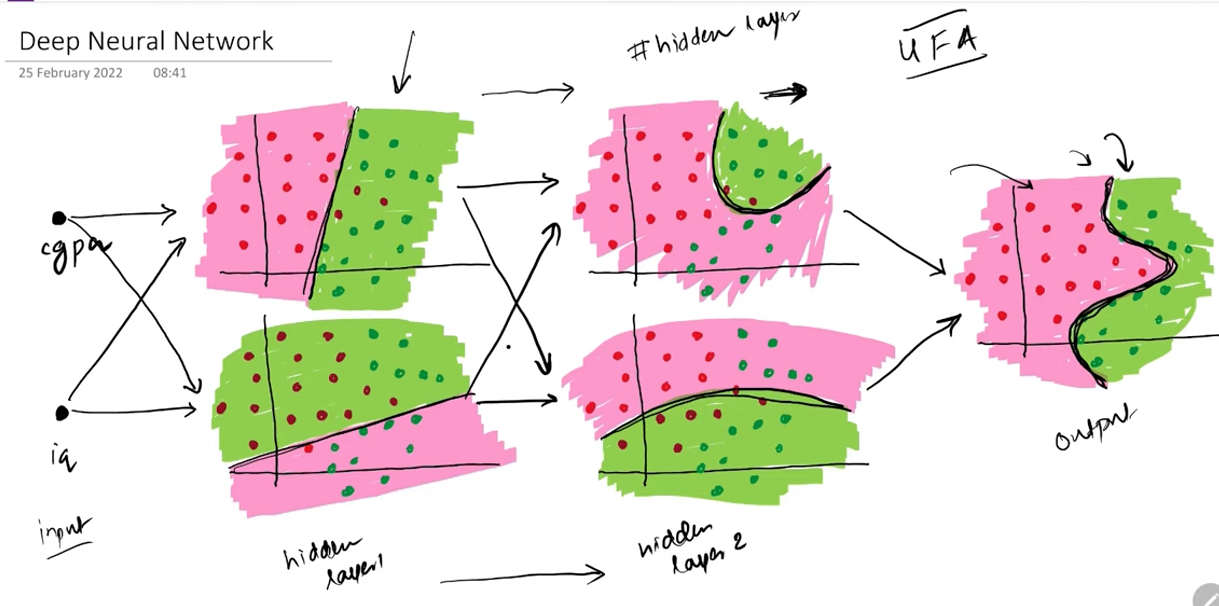 Deep Neural Network
25 February 2022 08:41
# hidden layer
UFA
cgpa
iq
input
hidden
layer1
hidden
layer 2
output